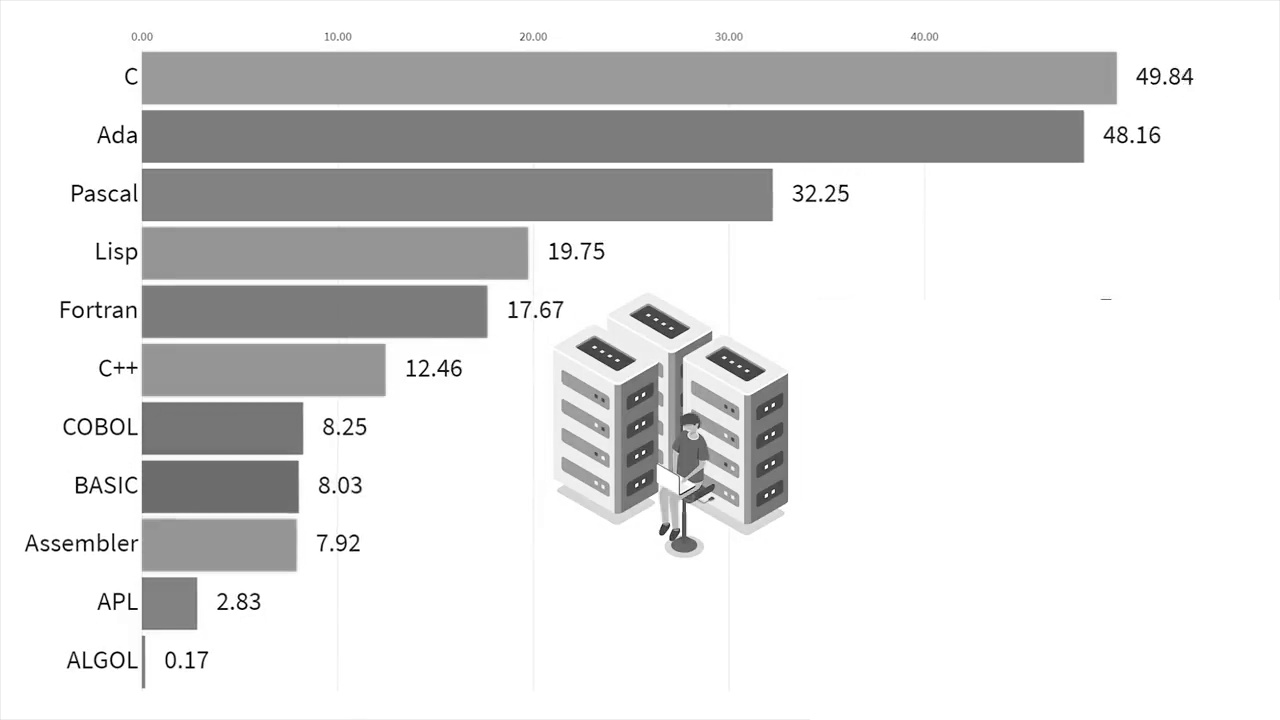 0.00 10.00 20.00 30.00 40.00
C 49.84
Ada 48.16
Pascal 32.25
Lisp 19.75
Fortran 17.67
C++ 12.46
COBOL 8.25
BASIC 8.03
Assembler 7.92
APL 2.83
ALGOL 0.17